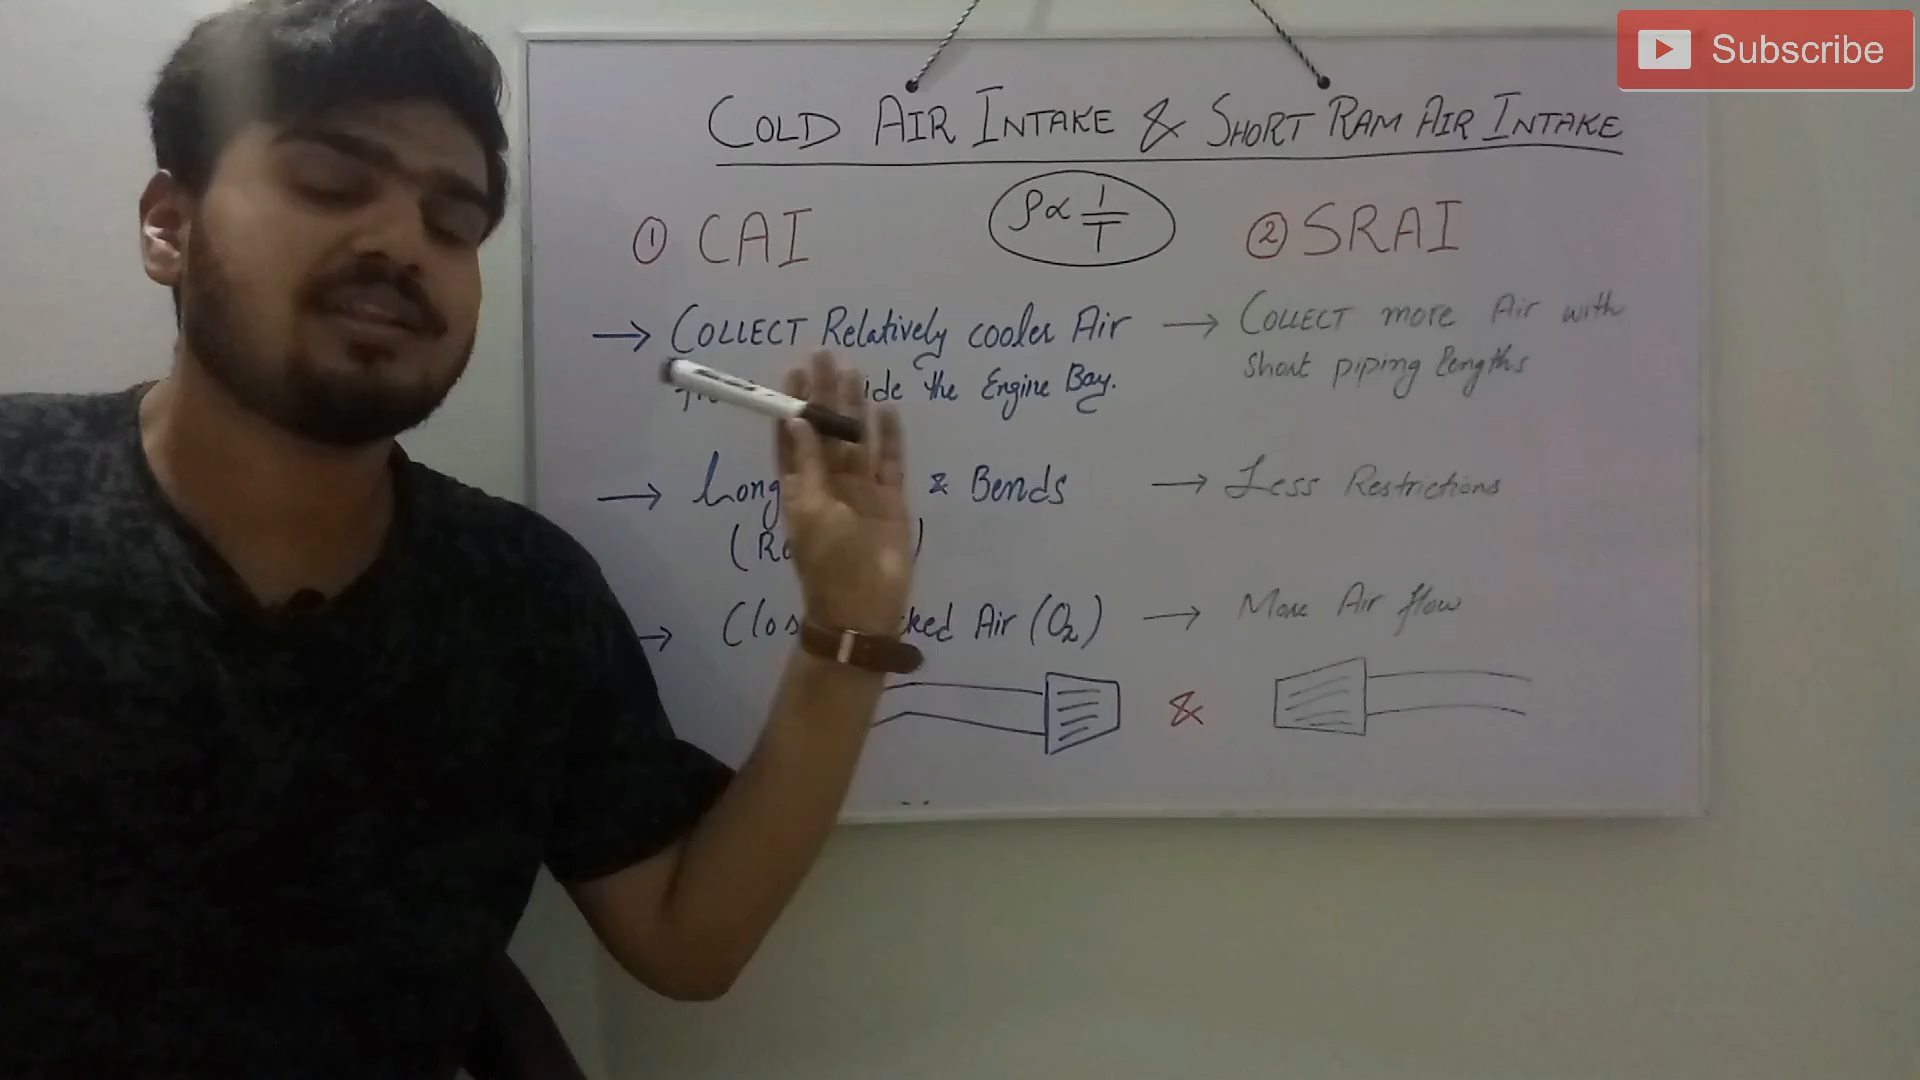 Subscribe
COLD AIR INTAKE & SHORT RAM AIR INTAKE
ρ∝ 1/T
① CAI
② SRAI
→ COLLECT Relatively cooler Air
ide the Engine Bay.
→ Long & Bends
(R )
→ Clos ked Air (O₂)
→ COLLECT more Air with
Short piping lengths
→ Less Restrictions
→ More Air flow
&